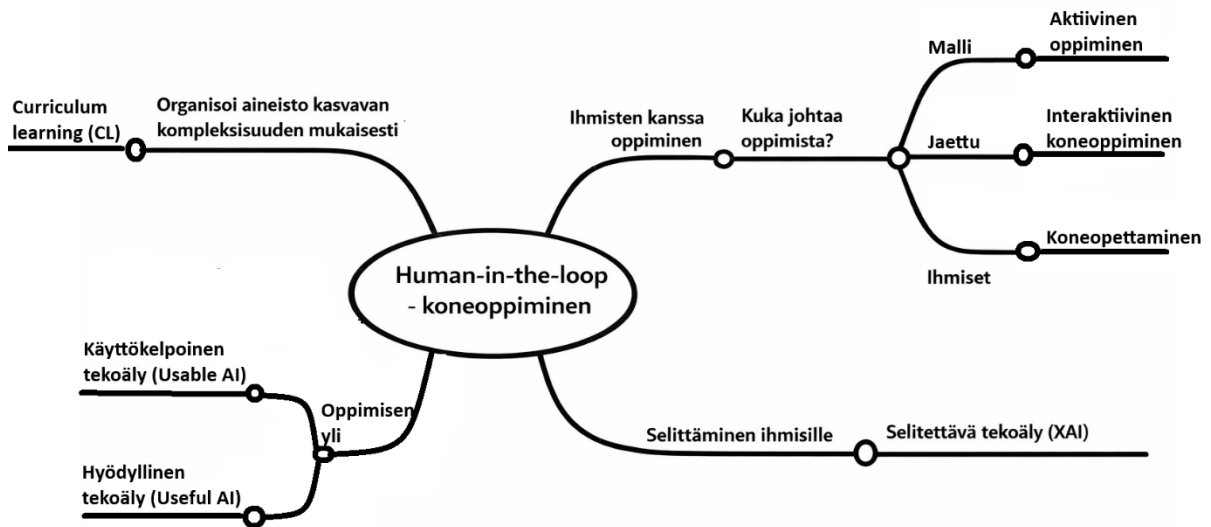 Human-in-the-loop
- koneoppiminen
Curriculum
learning (CL)
Organisoi aineisto kasvavan
kompleksisuuden mukaisesti
Ihmisten kanssa
oppiminen
Kuka johtaa
oppimista?
Malli
Aktiivinen
oppiminen
Jaettu
Interaktiivinen
koneoppiminen
Ihmiset
Koneopettaminen
Käyttökelpoinen
tekoäly (Usable AI)
Oppimisen
yli
Hyödyllinen
tekoäly (Useful AI)
Selittäminen ihmisille
Selitettävä tekoäly (XAI)